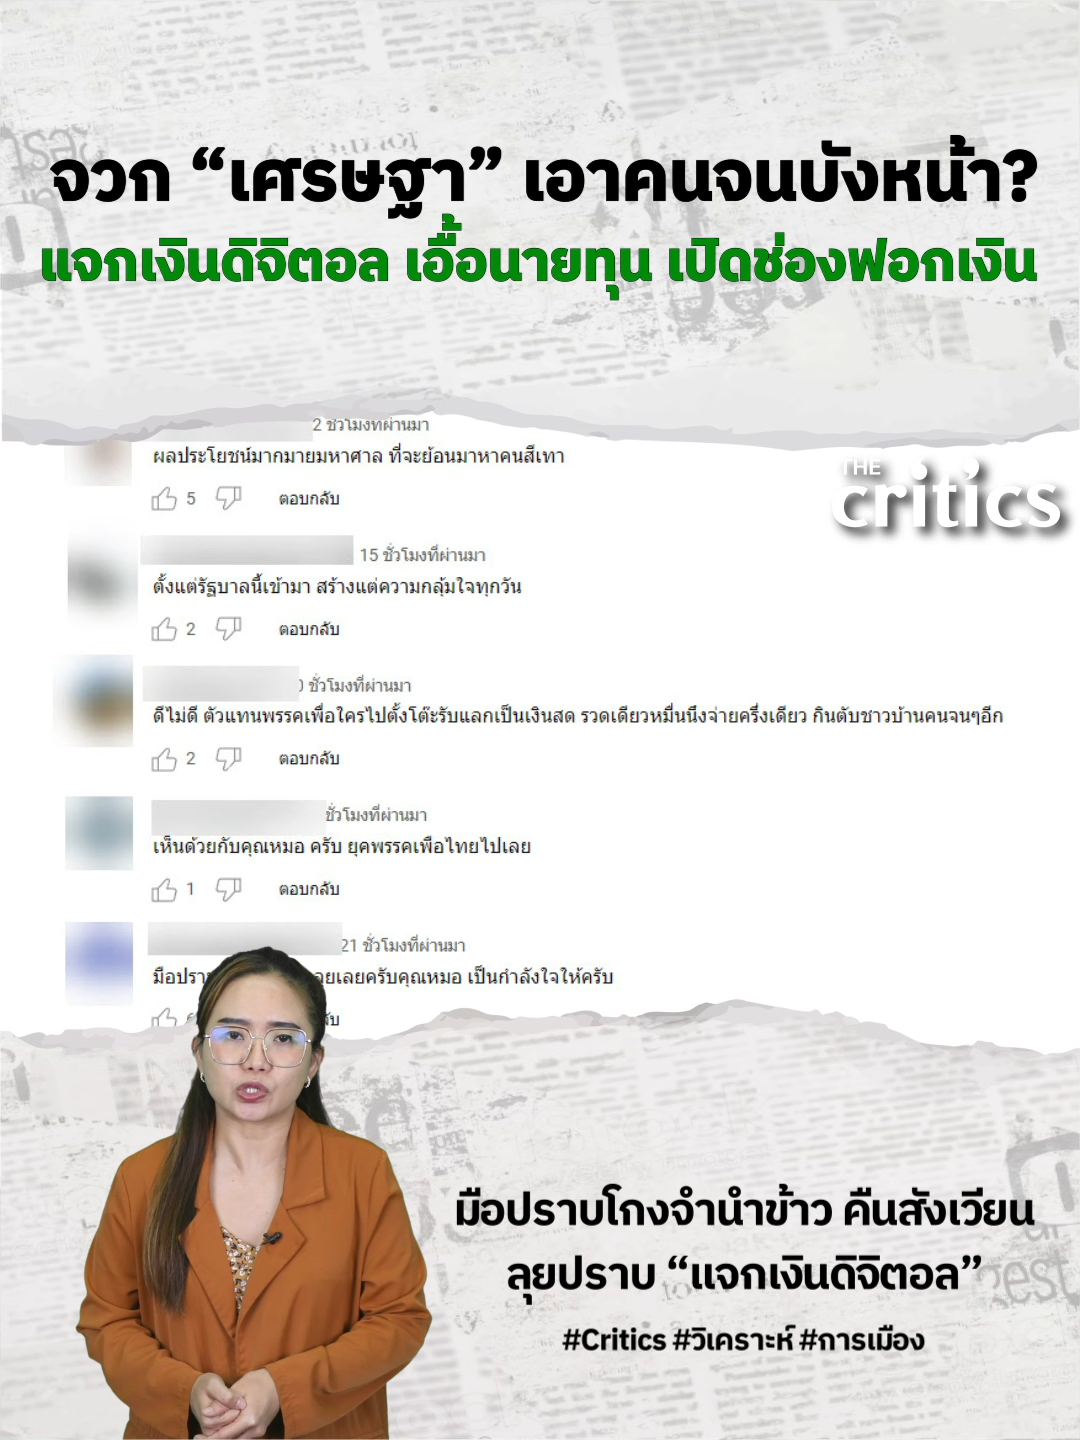 จวก “เศรษฐา” เอาคนจนบังหน้า?
แจกเงินดิจิตอล เอื้อนายทุน เปิดช่องฟอกเงิน
2 ชั่วโมงที่ผ่านมา
ผลประโยชน์มากมายมหาศาล ที่จะย้อนมาหาคนสีเทา
5 ตอบกลับ
THE
critics
15 ชั่วโมงที่ผ่านมา
ตั้งแต่รัฐบาลนี้เข้ามา สร้างแต่ความกลุ้มใจทุกวัน
2 ตอบกลับ
ชั่วโมงที่ผ่านมา
ดีไม่ดี ตัวแทนพรรคเพื่อใครไปตั้งโต๊ะรับแลกเป็นเงินสด รวดเดียวหมื่นนึงจ่ายครึ่งเดียว กินตับชาวบ้านคนจนๆอีก
2 ตอบกลับ
ชั่วโมงที่ผ่านมา
เห็นด้วยกับคุณหมอ ครับ ยุคพรรคเพื่อไทยไปเลย
1 ตอบกลับ
21 ชั่วโมงที่ผ่านมา
มือปรา ลุยเลยครับคุณหมอ เป็นกำลังใจให้ครับ
มือปราบโกงจำนำข้าว คืนสังเวียน
ลุยปราบ “แจกเงินดิจิตอล”
#Critics #วิเคราะห์ #การเมือง